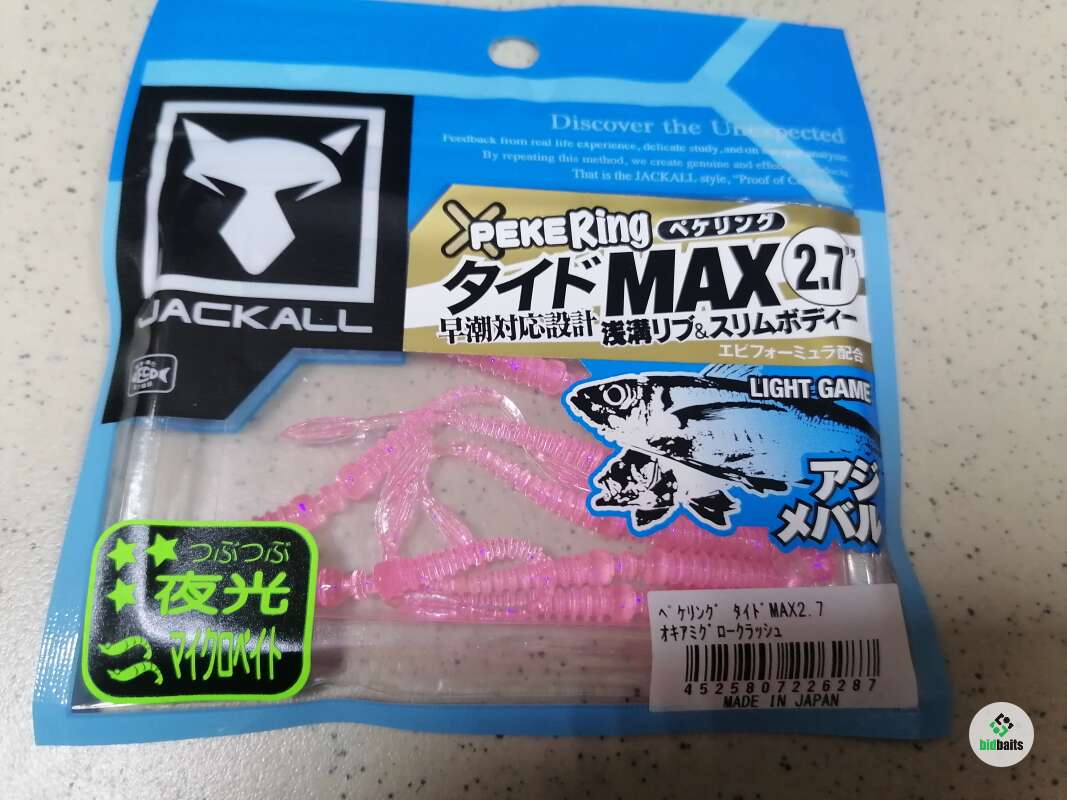 Discover the Unexpected
Feedback from real life experience, delicate study, and on the spot analysis.
By repeating this method, we create genuine and effective products.
That is the JACKALL style, "Proof of
JACKALL
PEKERing ペケリング
タイドMAX 2.7"
早潮対応設計 浅溝リブ&スリムボディー
エビフォーミュラ配合
LIGHT GAME
アジ
メバル
つぶつぶ
夜光
マイクロベイト
ペケリング タイドMAX2.7
オキアミグロークラッシュ
4525807226287
MADE IN JAPAN
bidbaits